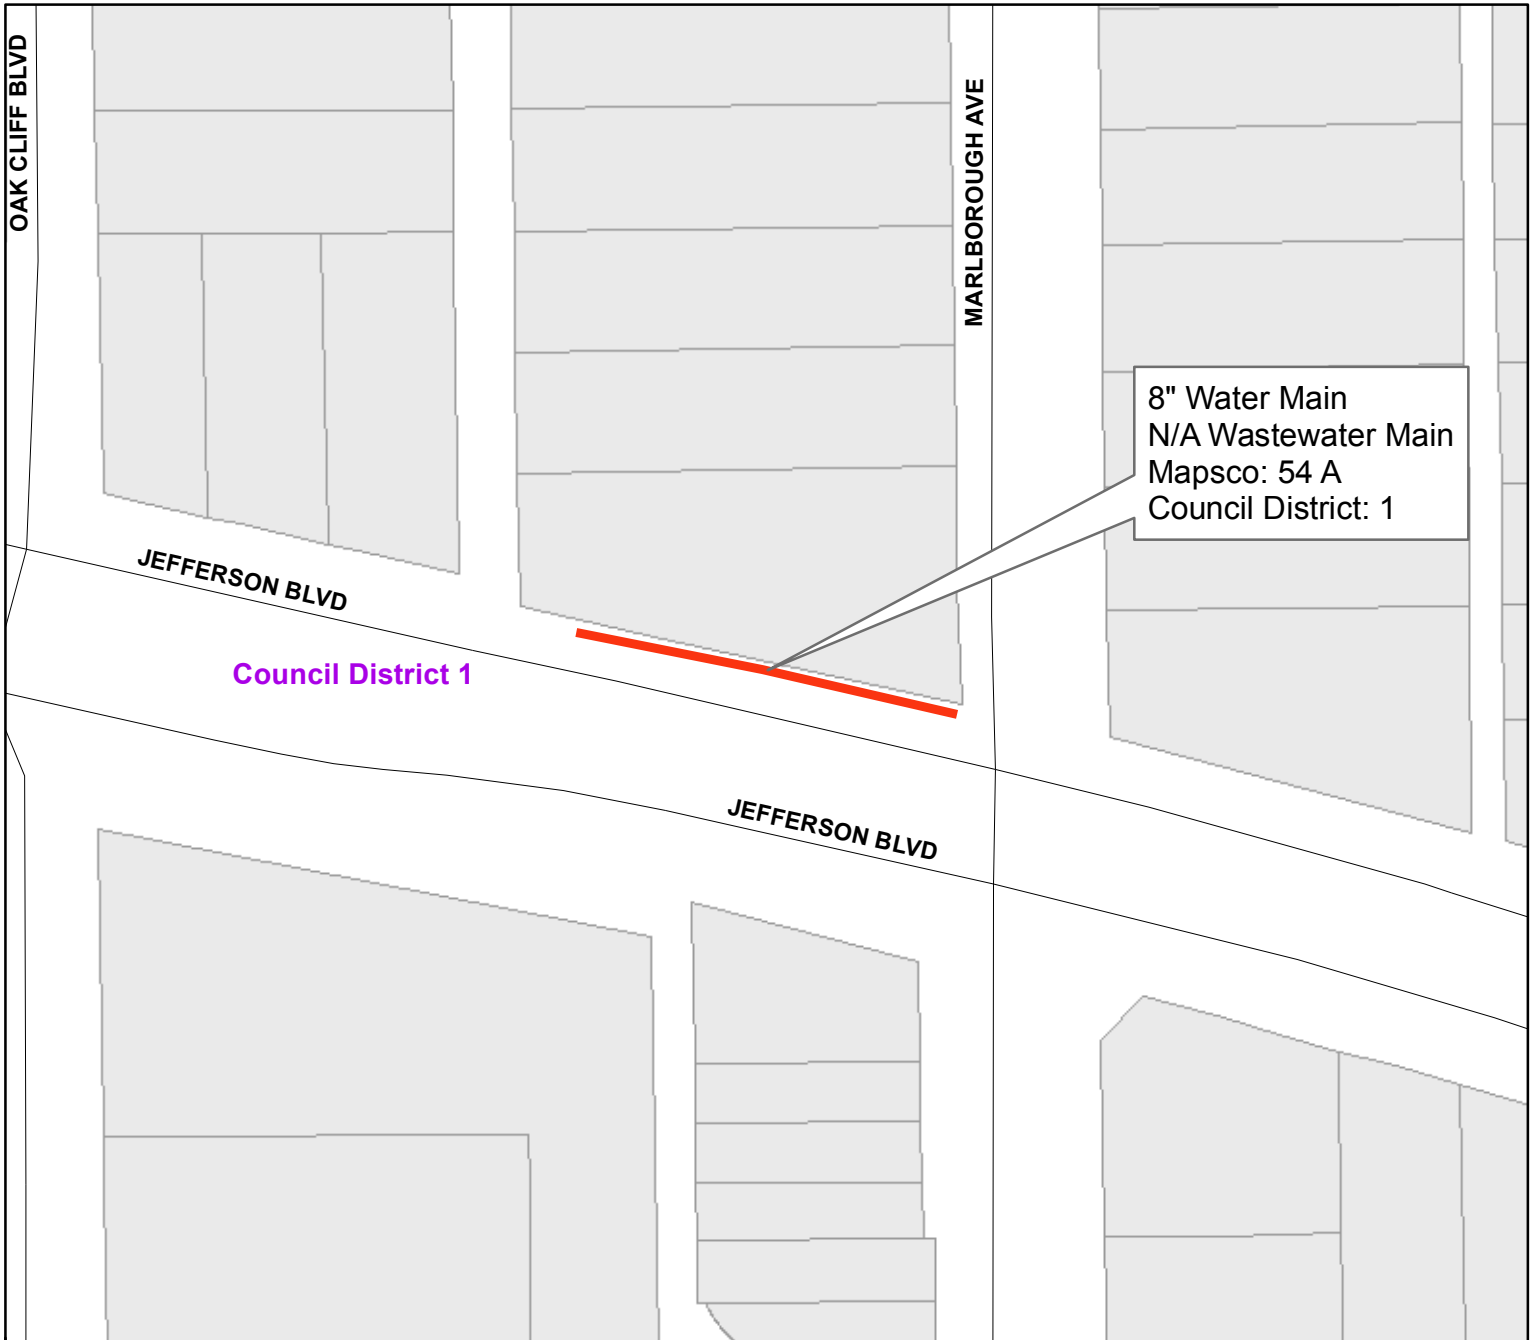 OAK CLIFF BLVD
MARLBOROUGH AVE
8" Water Main
N/A Wastewater Main
Mapsco: 54 A
Council District: 1
JEFFERSON BLVD
Council District 1
JEFFERSON BLVD